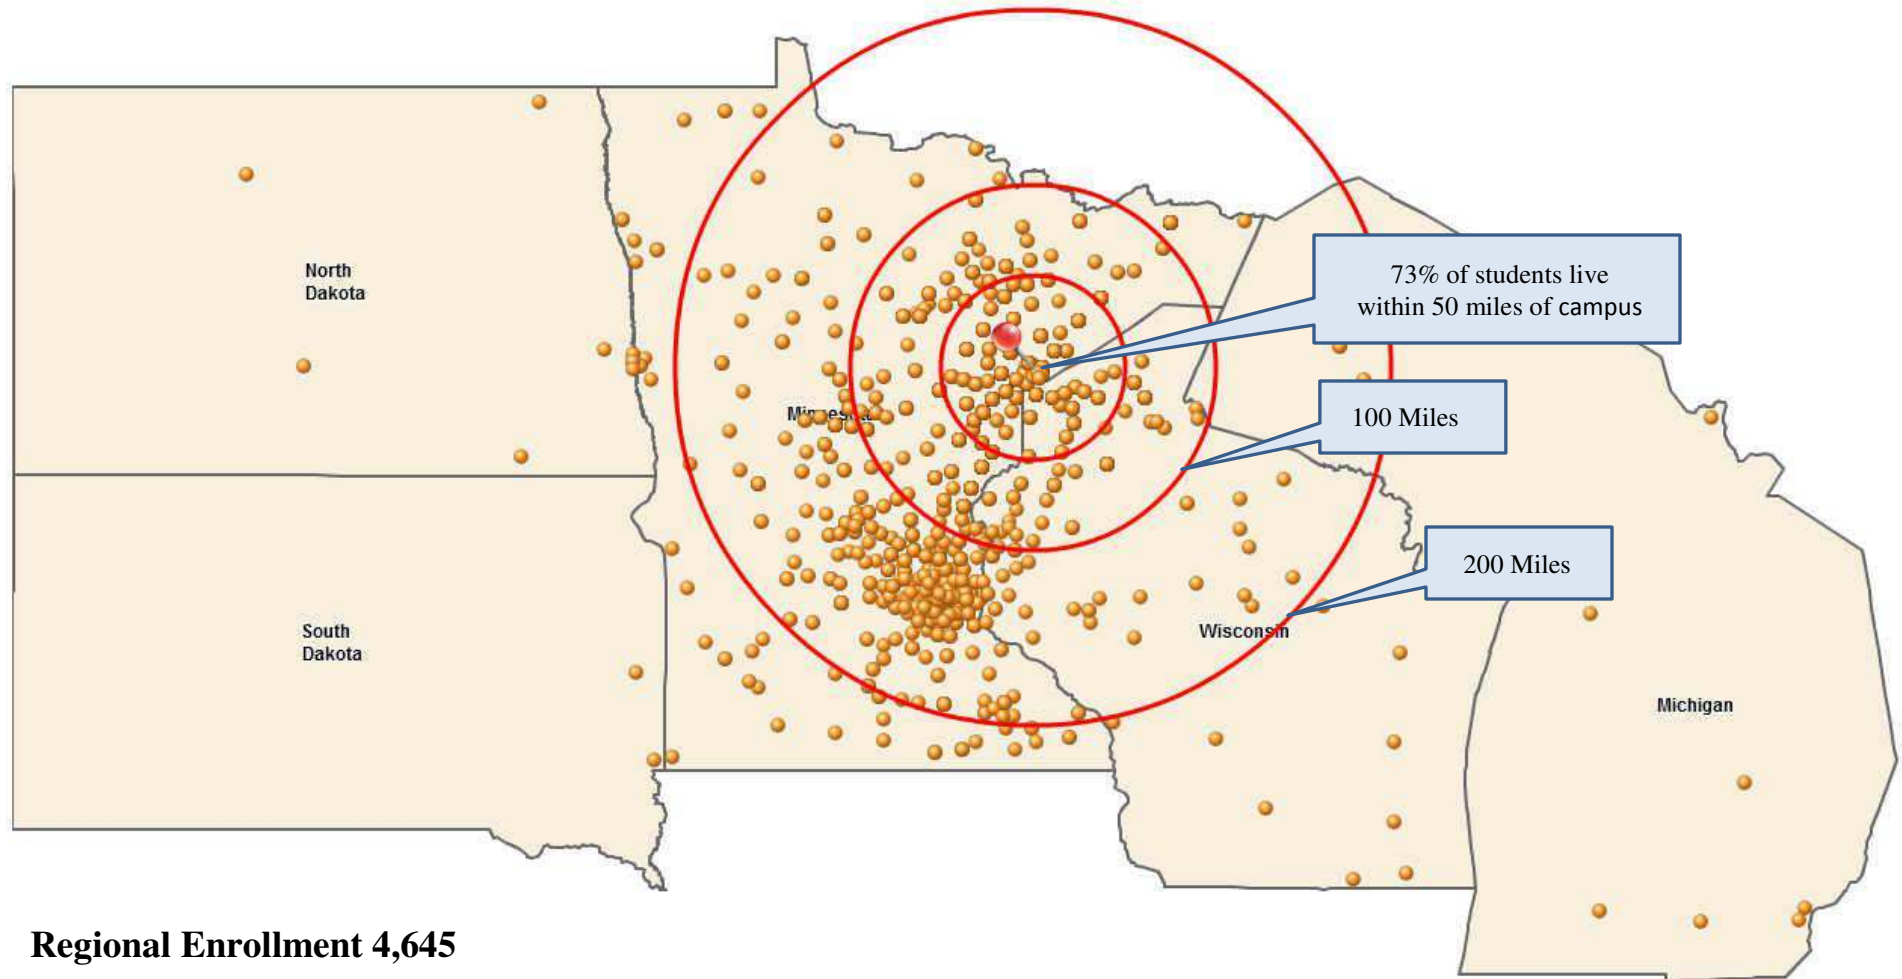 North
Dakota
73% of students live
within 50 miles of campus
Minnesota
100 Miles
200 Miles
South
Dakota
Wisconsin
Michigan
Regional Enrollment 4,645